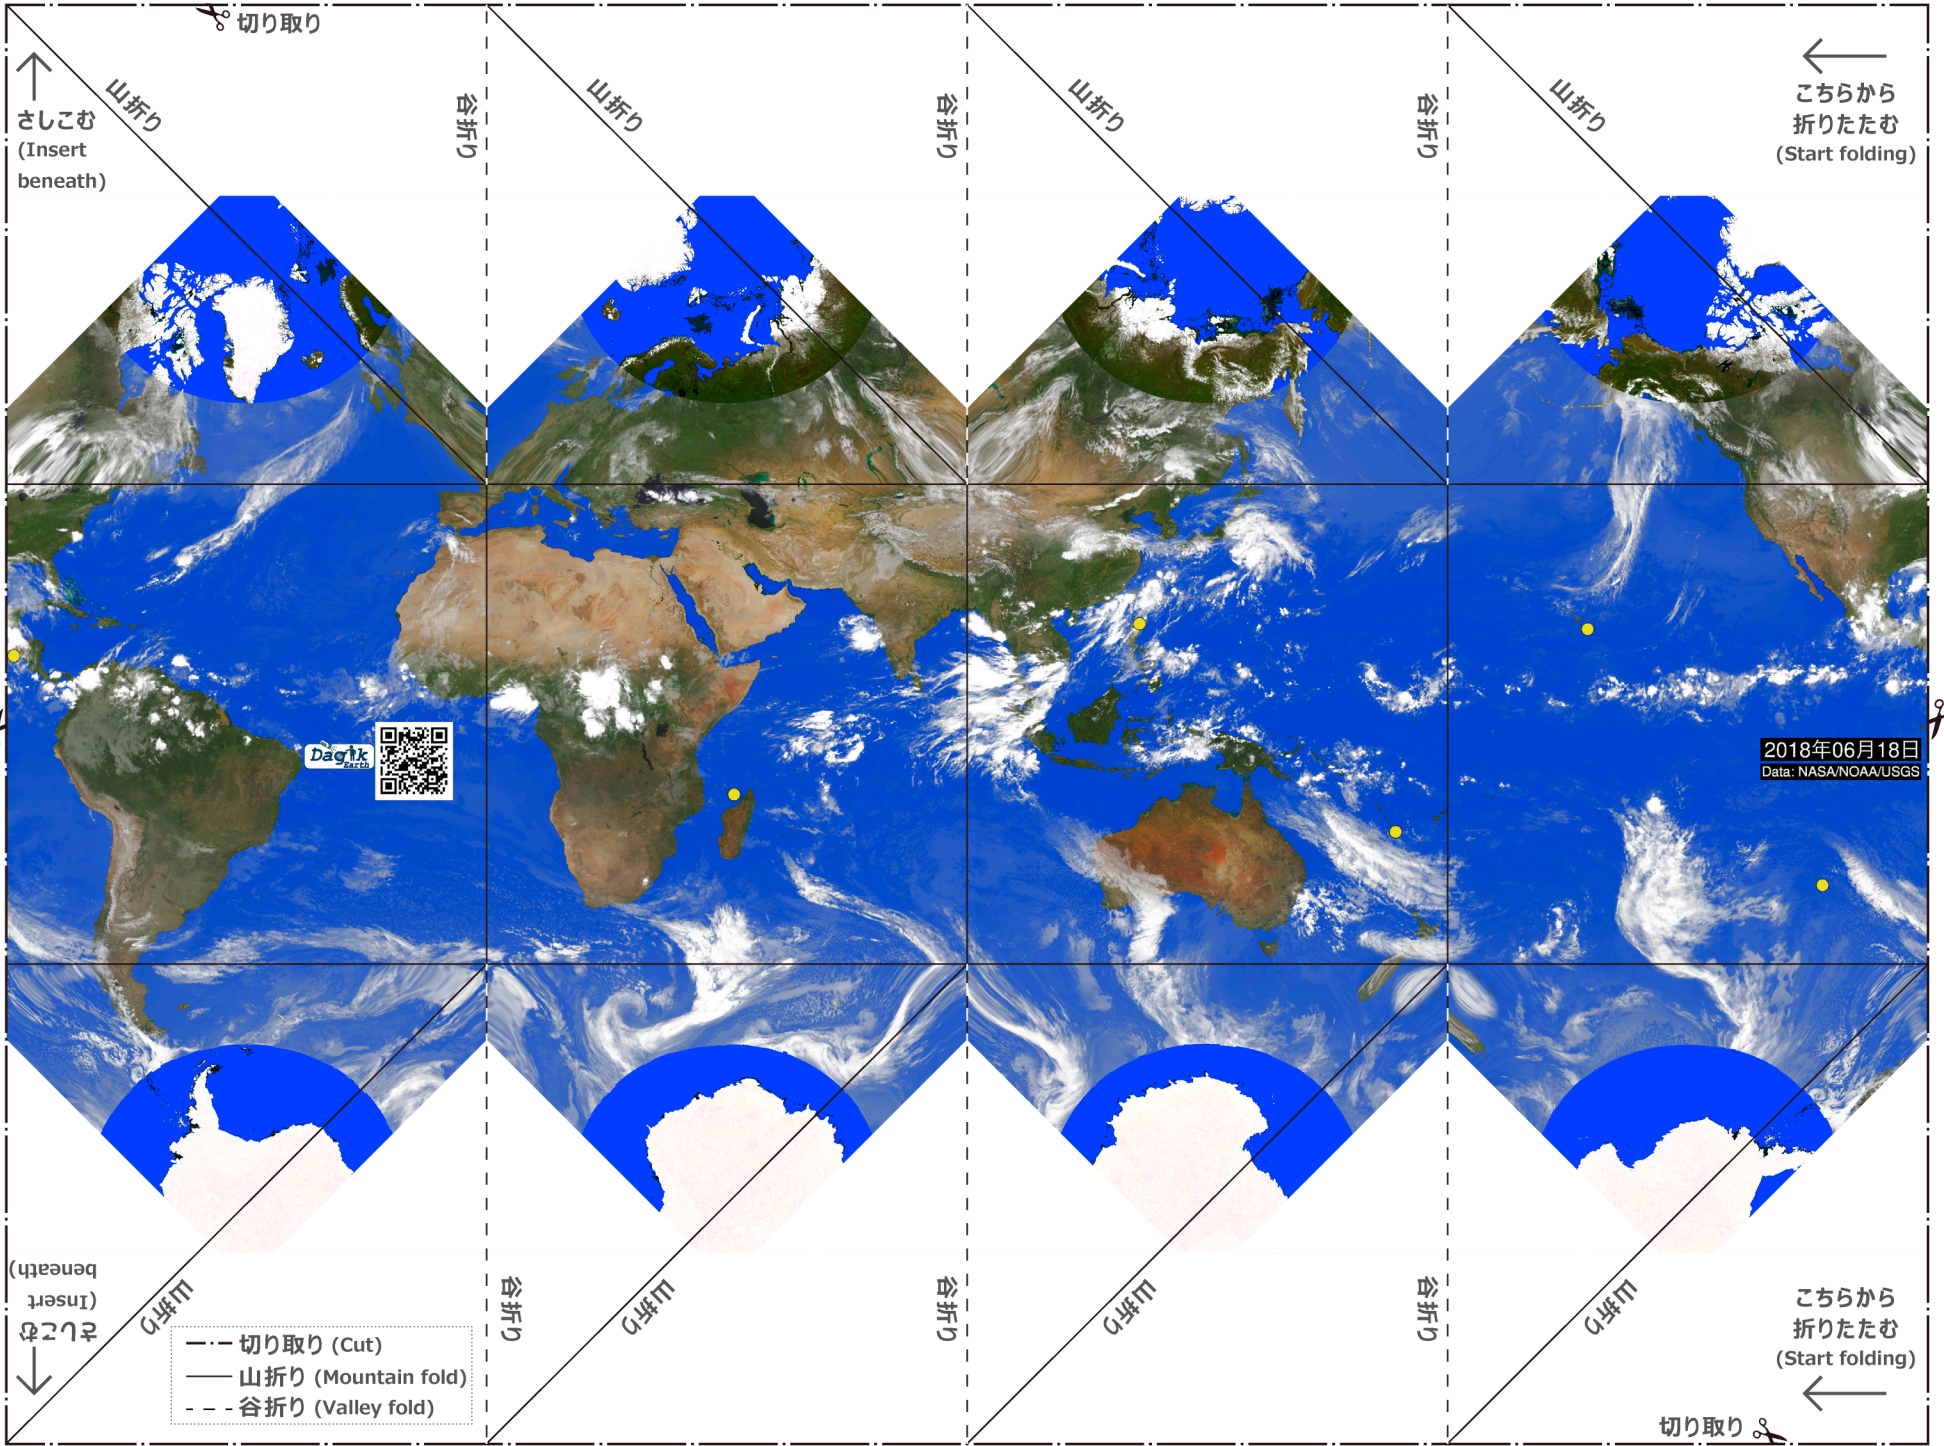 切り取り
山折り
谷折り
山折り
谷折り
山折り
谷折り
山折り
さしこむ
(Insert
beneath)
こちらから
折りたたむ
(Start folding)
Dagik
Earth
2018年06月18日
Data: NASA/NOAA/USGS
さしこむ
(Insert
beneath)
山折り
谷折り
山折り
谷折り
山折り
谷折り
山折り
こちらから
折りたたむ
(Start folding)
切り取り (Cut)
山折り (Mountain fold)
谷折り (Valley fold)
切り取り